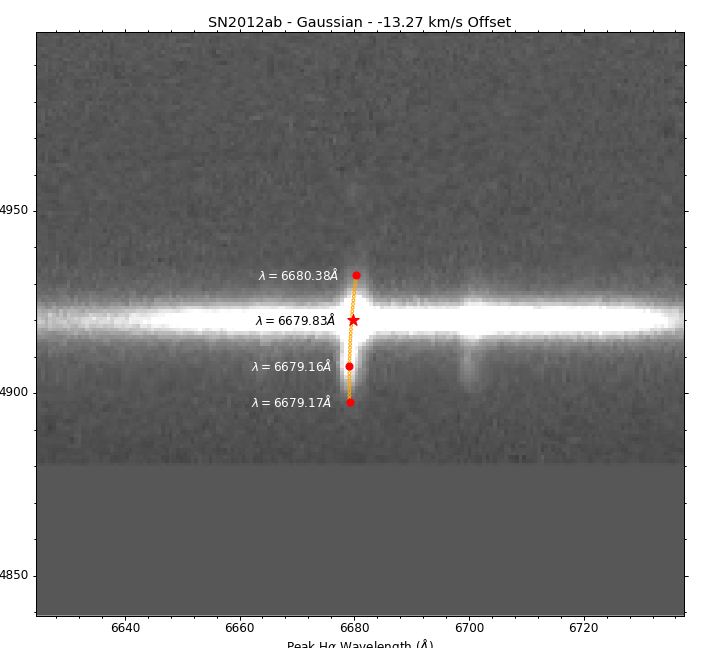 SN2012ab - Gaussian - -13.27 km/s Offset
4950
λ = 6680.38Å
λ = 6679.83Å
λ = 6679.16Å
4900
λ = 6679.17Å
4850
6640 6660 6680 6700 6720
Peak Hα Wavelength (Å)